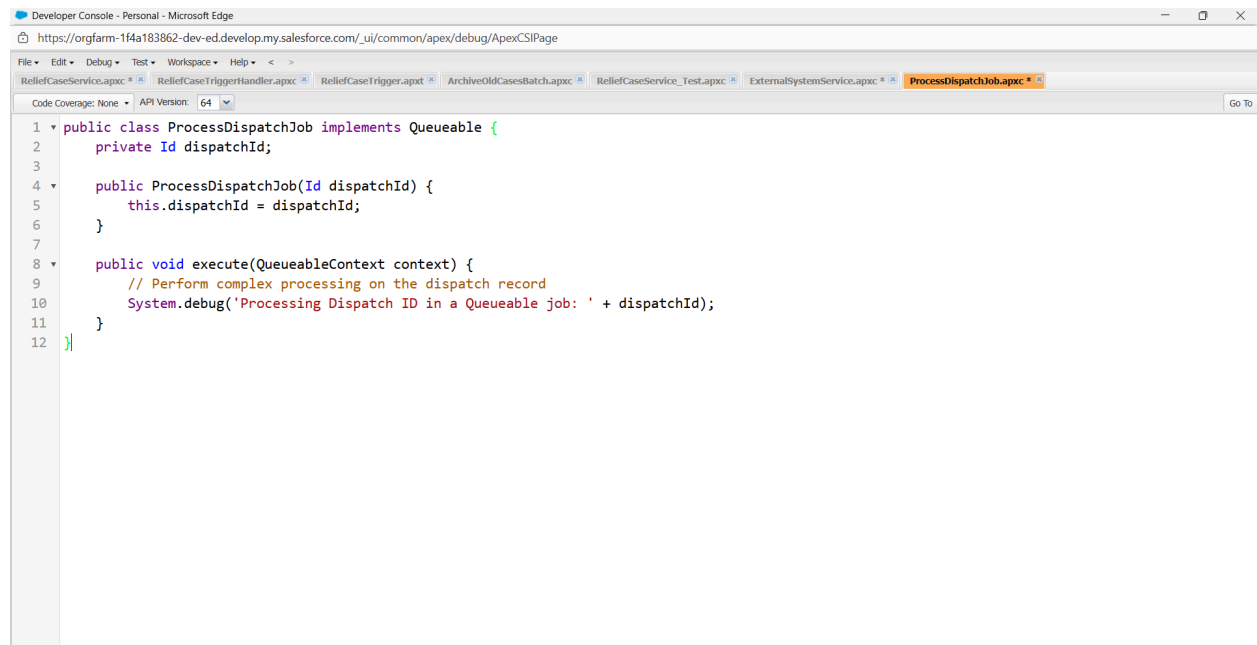 Developer Console - Personal - Microsoft Edge
https://orgfarm-1f4a183862-dev-ed.develop.my.salesforce.com/_ui/common/apex/debug/ApexCSIPage
File Edit Debug Test Workspace Help < >
ReliefCaseService.apxc * ReliefCaseTriggerHandler.apxc ReliefCaseTrigger.apxt ArchiveOldCasesBatch.apxc ReliefCaseService_Test.apxc ExternalSystemService.apxc * ProcessDispatchJob.apxc *
Code Coverage: None API Version: 64 Go To
1 public class ProcessDispatchJob implements Queueable {
2     private Id dispatchId;
3
4     public ProcessDispatchJob(Id dispatchId) {
5         this.dispatchId = dispatchId;
6     }
7
8     public void execute(QueueableContext context) {
9         // Perform complex processing on the dispatch record
10         System.debug('Processing Dispatch ID in a Queueable job: ' + dispatchId);
11     }
12 }